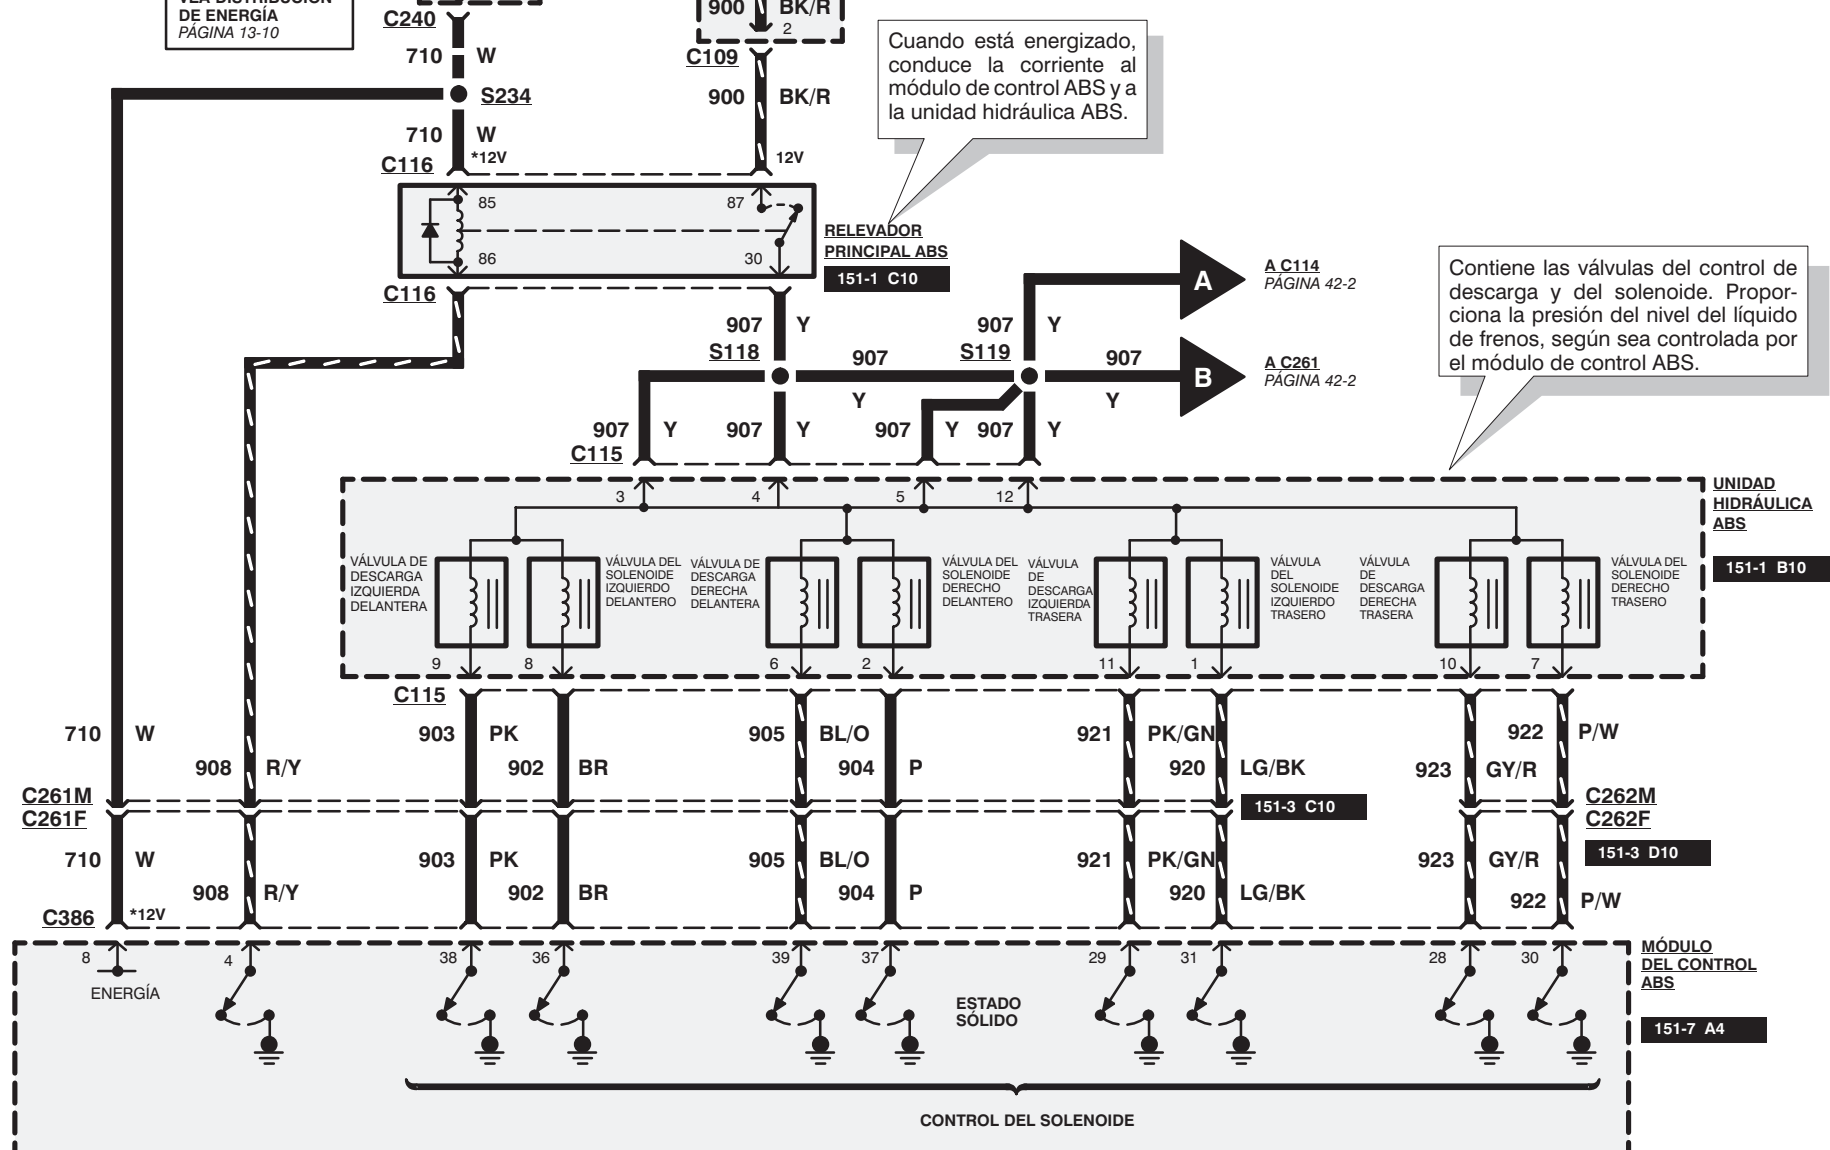 VEA DISTRIBUCIÓN
DE ENERGÍA
PÁGINA 13-10
C240
710 W
S234
710 W
C116 *12V
900 BK/R
2
C109
900 BK/R
12V
Cuando está energizado,
conduce la corriente al
módulo de control ABS y a
la unidad hidráulica ABS.
85
87
86
30
RELEVADOR
PRINCIPAL ABS
151-1 C10
C116
907 Y
S118
907
Y
907 Y
S119
907
Y
A
A C114
PÁGINA 42-2
B
A C261
PÁGINA 42-2
Contiene las válvulas del control de
descarga y del solenoide. Propor-
ciona la presión del nivel del líquido
de frenos, según sea controlada por
el módulo de control ABS.
907 Y 907 Y 907 Y 907 Y
C115
3 4 5 12
UNIDAD
HIDRÁULICA
ABS
151-1 B10
VÁLVULA DE
DESCARGA
IZQUIERDA
DELANTERA
VÁLVULA DEL
SOLENOIDE
IZQUIERDO
DELANTERO
VÁLVULA DE
DESCARGA
DERECHA
DELANTERA
VÁLVULA DEL
SOLENOIDE
DERECHO
DELANTERO
VÁLVULA
DE
DESCARGA
IZQUIERDA
TRASERA
VÁLVULA
DEL
SOLENOIDE
IZQUIERDO
TRASERO
VÁLVULA
DE
DESCARGA
DERECHA
TRASERA
VÁLVULA DEL
SOLENOIDE
DERECHO
TRASERO
9 8 6 2 11 1 10 7
C115
710 W
903 PK
905 BL/O
921 PK/GN
922 P/W
908 R/Y
902 BR
904 P
920 LG/BK
923 GY/R
C261M
C261F
151-3 C10
C262M
C262F
151-3 D10
710 W
903 PK
905 BL/O
921 PK/GN
923 GY/R
908 R/Y
902 BR
904 P
920 LG/BK
922 P/W
C386 *12V
8 4 38 36 39 37 29 31 28 30
ENERGÍA
ESTADO
SÓLIDO
MÓDULO
DEL CONTROL
ABS
151-7 A4
CONTROL DEL SOLENOIDE